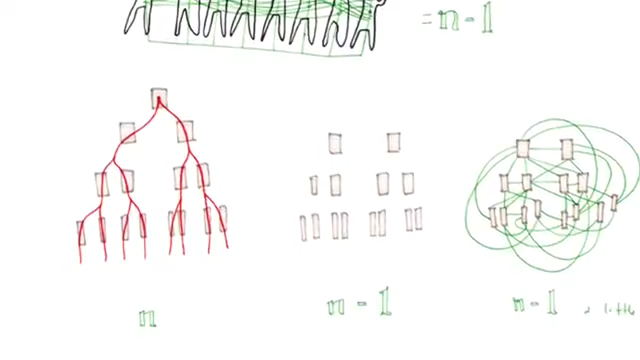 = n - 1
n
n - 1
n - 1